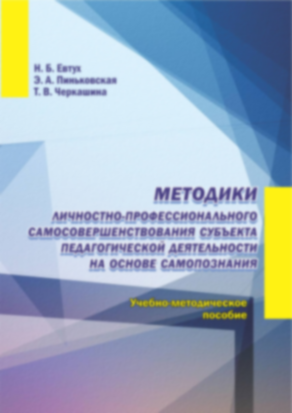 Н. Б. Евтух
Э. А. Пиньковская
Т. В. Черкашина
МЕТОДИКИ
ЛИЧНОСТНО-ПРОФЕССИОНАЛЬНОГО
САМОСОВЕРШЕНСТВОВАНИЯ СУБЪЕКТА
ПЕДАГОГИЧЕСКОЙ ДЕЯТЕЛЬНОСТИ
НА ОСНОВЕ САМОПОЗНАНИЯ
Учебно-методическое
пособие